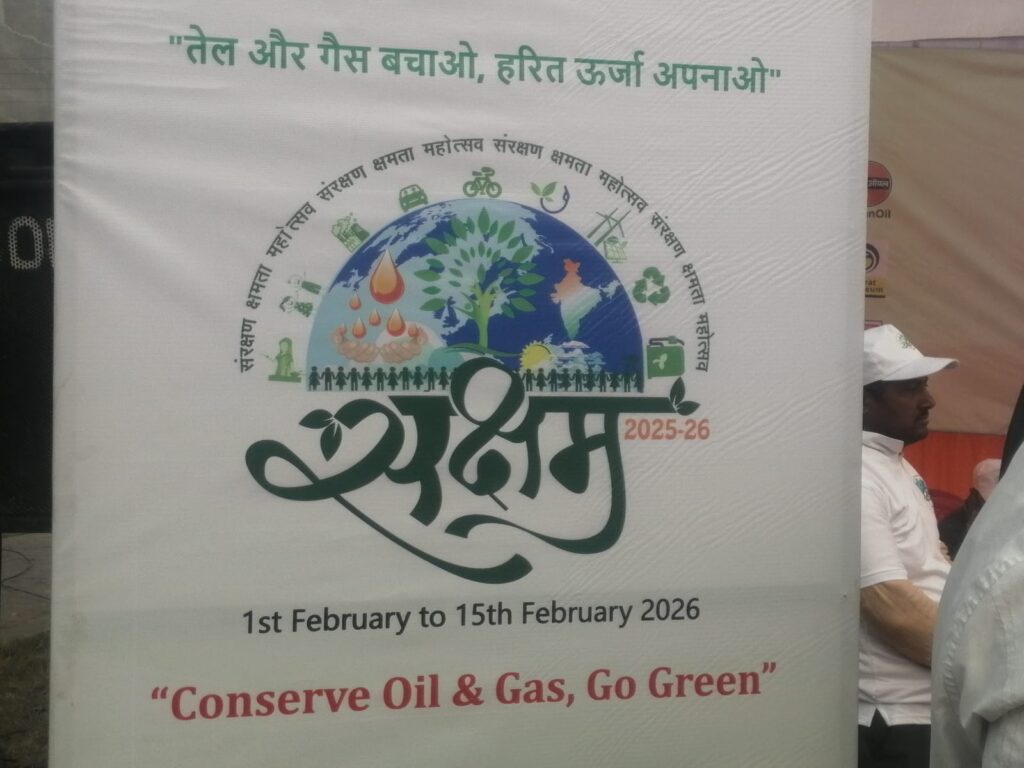 "तेल और गैस बचाओ, हरित ऊर्जा अपनाओ"
संरक्षण क्षमता महोत्सव संरक्षण क्षमता महोत्सव संरक्षण क्षमता महोत्सव संरक्षण क्षमता महोत्सव
सक्षम
2025-26
1st February to 15th February 2026
“Conserve Oil & Gas, Go Green”